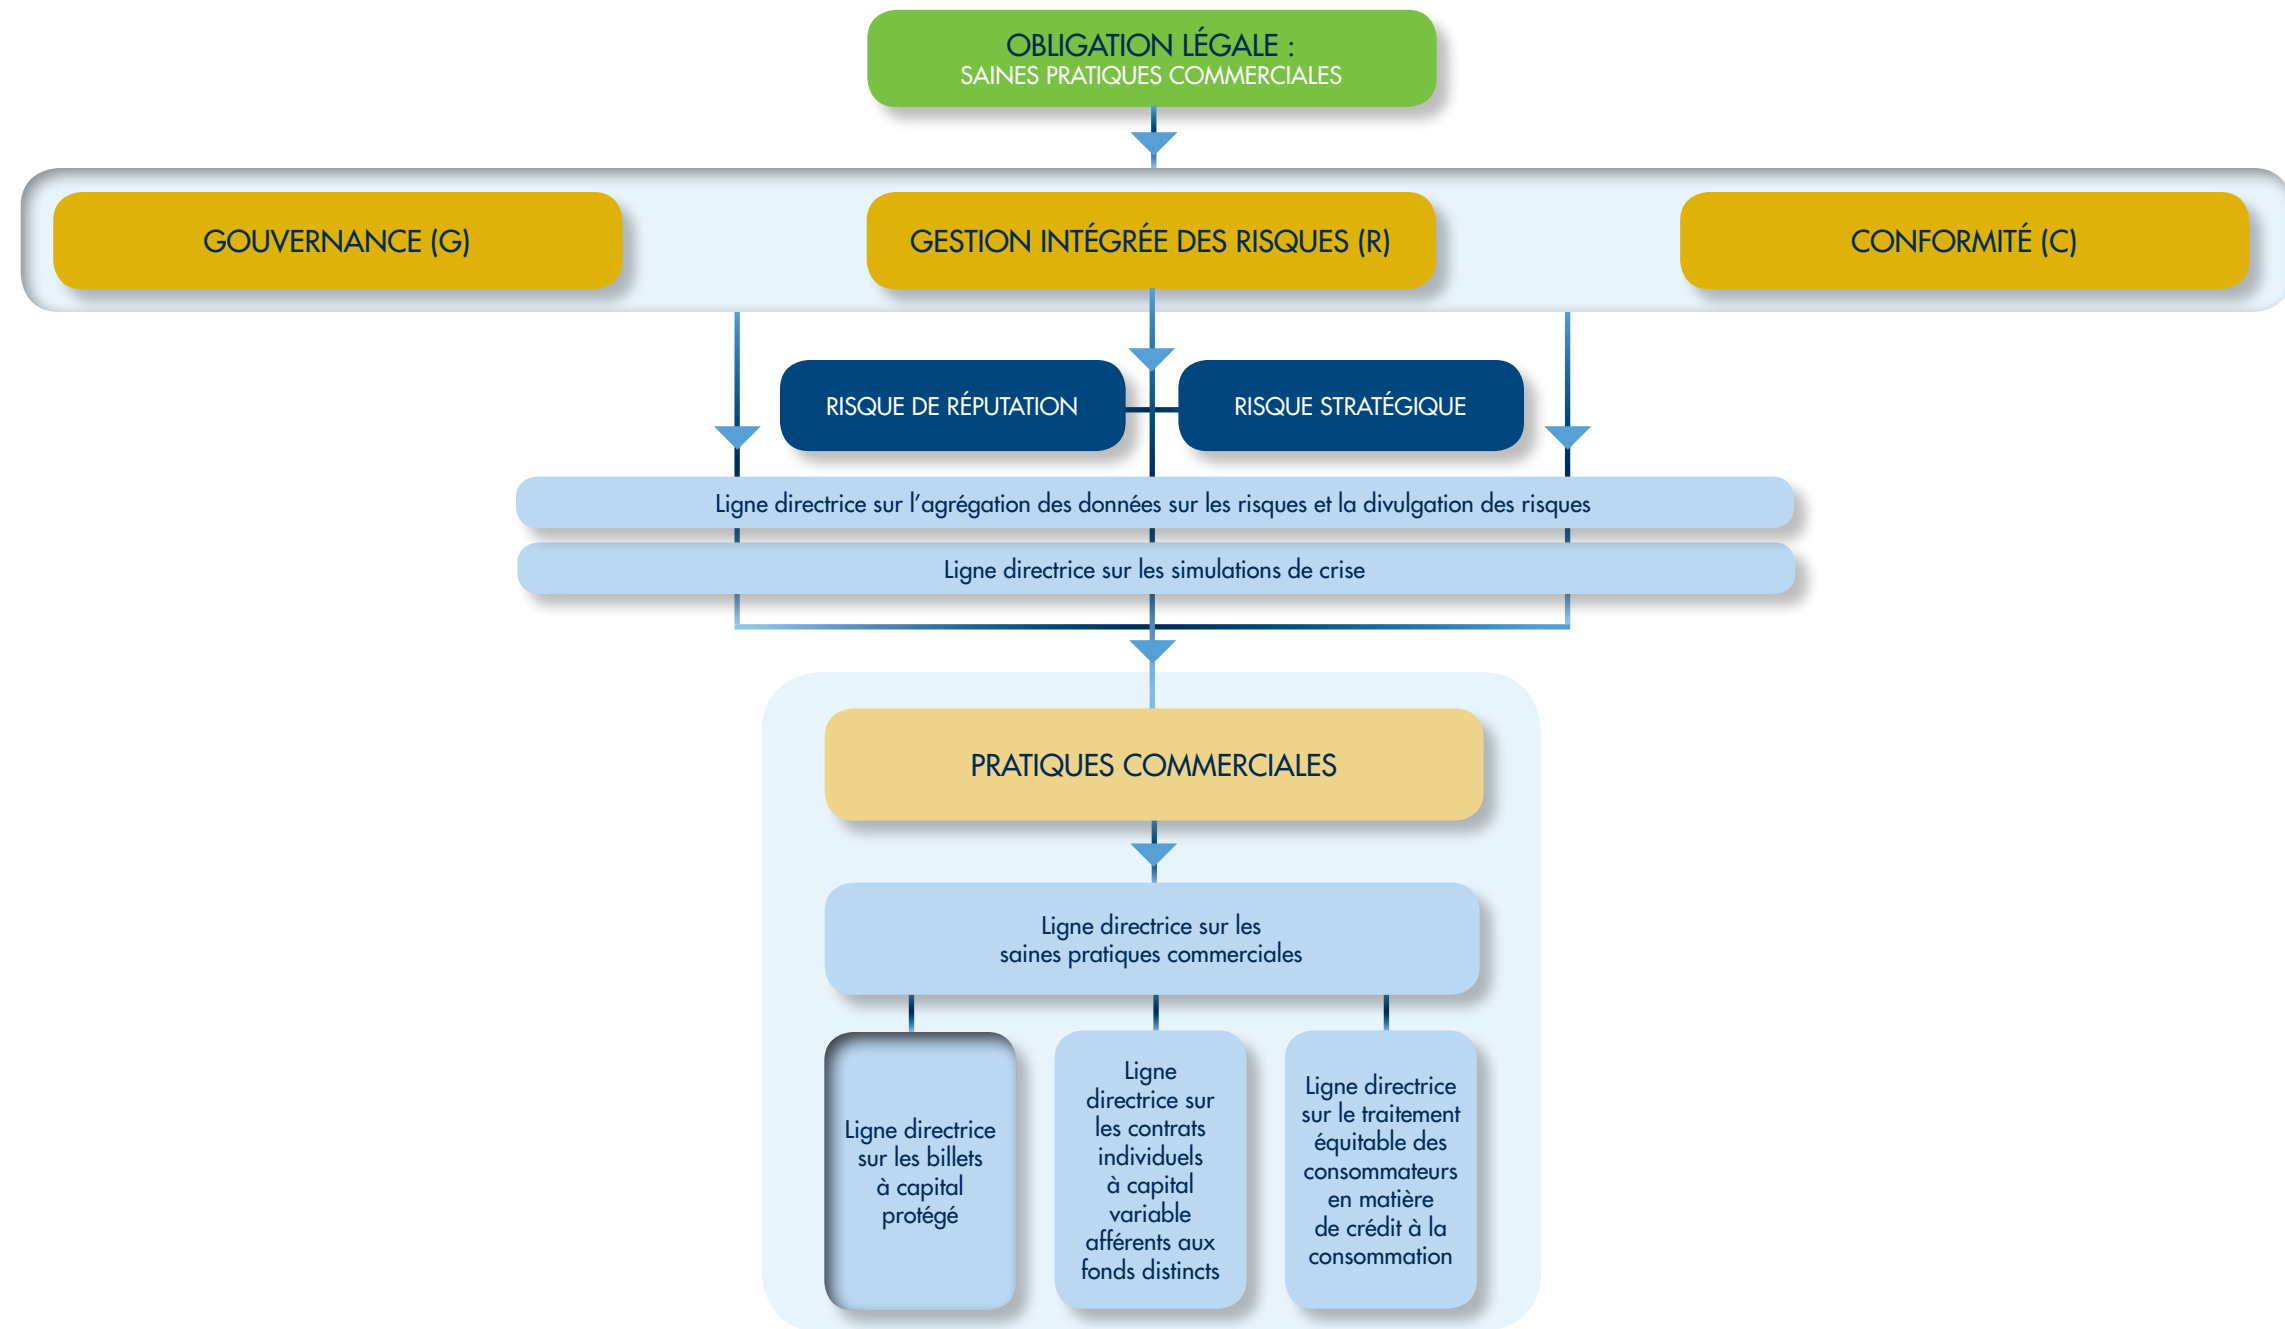 OBLIGATION LÉGALE :
SAINES PRATIQUES COMMERCIALES
GOUVERNANCE (G)
GESTION INTÉGRÉE DES RISQUES (R)
CONFORMITÉ (C)
RISQUE DE RÉPUTATION
RISQUE STRATÉGIQUE
Ligne directrice sur l’agrégation des données sur les risques et la divulgation des risques
Ligne directrice sur les simulations de crise
PRATIQUES COMMERCIALES
Ligne directrice sur les
saines pratiques commerciales
Ligne directrice
sur les billets
à capital
protégé
Ligne
directrice sur
les contrats
individuels
à capital
variable
afférents aux
fonds distincts
Ligne directrice
sur le traitement
équitable des
consommateurs
en matière
de crédit à la
consommation